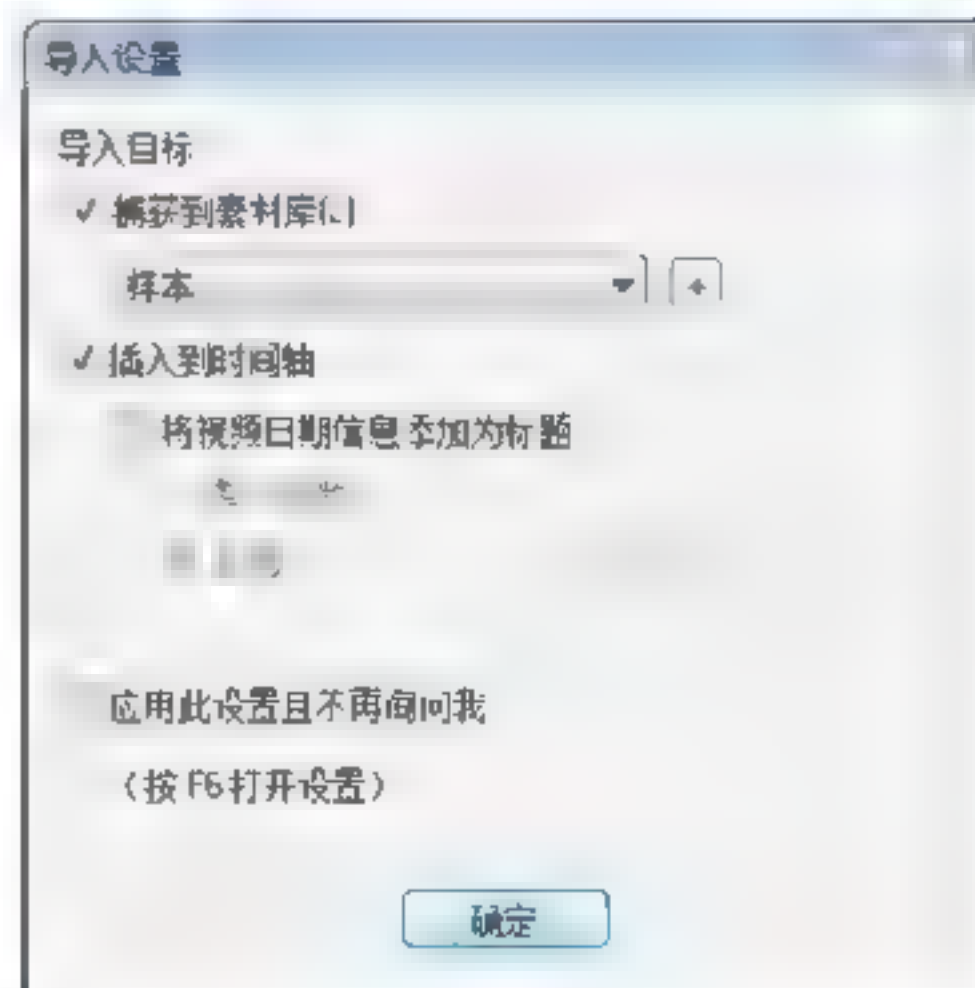 导入设置
导入目标
捕获到素材库
样本
插入到时间轴
将视频日期信息添加为标题
应用此设置且不再询问我
（按 F6 打开设置）
确定